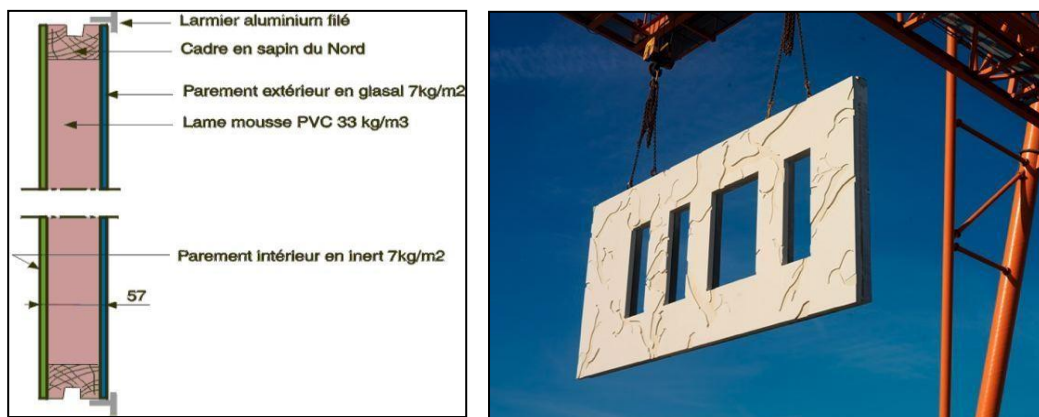 Larmier aluminium filé
Cadre en sapin du Nord
Parement extérieur en glasal 7kg/m2
Lame mousse PVC 33 kg/m3
Parement intérieur en inert 7kg/m2
57